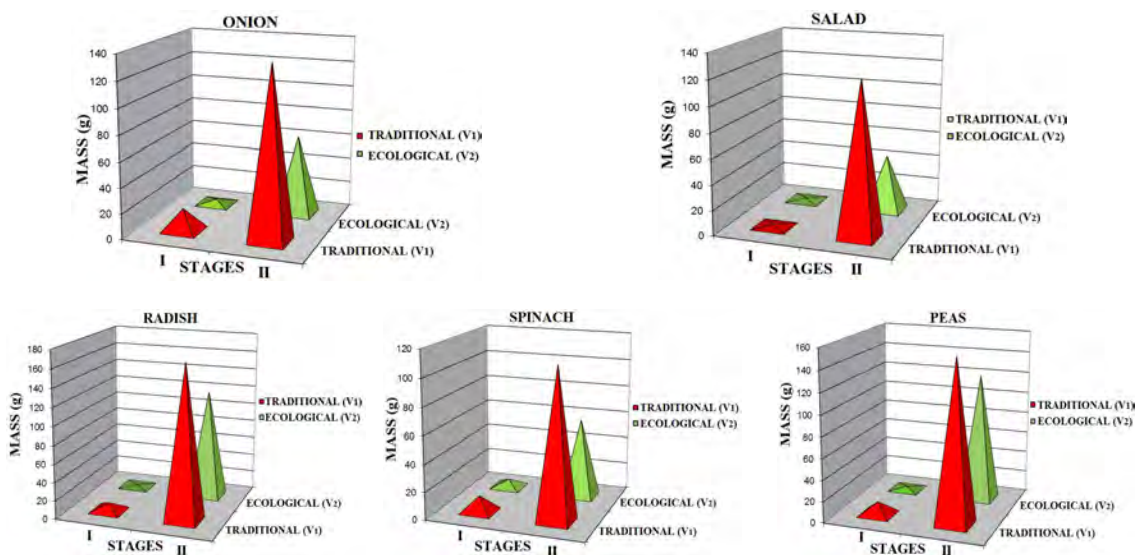 ONION
MASS (g)
140
120
100
80
60
40
20
0
I
STAGES
II
TRADITIONAL (V1)
ECOLOGICAL (V2)
ECOLOGICAL (V2)
TRADITIONAL (V1)
SALAD
MASS (g)
140
120
100
80
60
40
20
0
I
STAGES
II
TRADITIONAL (V1)
ECOLOGICAL (V2)
ECOLOGICAL (V2)
TRADITIONAL (V1)
RADISH
MASS (g)
180
160
140
120
100
80
60
40
20
0
I
STAGES
II
TRADITIONAL (V1)
ECOLOGICAL (V2)
ECOLOGICAL (V2)
TRADITIONAL (V1)
SPINACH
MASS (g)
120
100
80
60
40
20
0
I
STAGES
II
TRADITIONAL (V1)
ECOLOGICAL (V2)
ECOLOGICAL (V2)
TRADITIONAL (V1)
PEAS
MASS (g)
160
140
120
100
80
60
40
20
0
I
STAGES
II
TRADITIONAL (V1)
ECOLOGICAL (V2)
ECOLOGICAL (V2)
TRADITIONAL (V1)